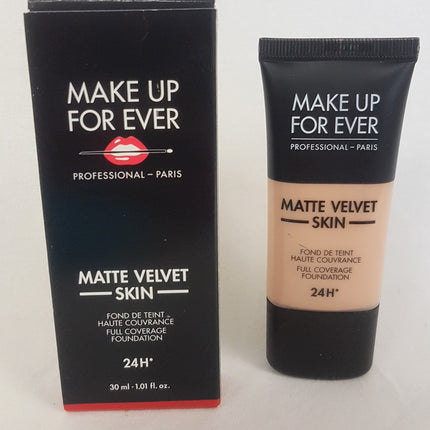 MAKE UP
FOR EVER
PROFESSIONAL – PARIS
MATTE VELVET
SKIN
FOND DE TEINT
HAUTE COUVRANCE
FULL COVERAGE
FOUNDATION
24H*
30 ml - 1.01 fl. oz.
MAKE UP
FOR EVER
PROFESSIONAL – PARIS
MATTE VELVET
SKIN
FOND DE TEINT
HAUTE COUVRANCE
FULL COVERAGE
FOUNDATION
24H*